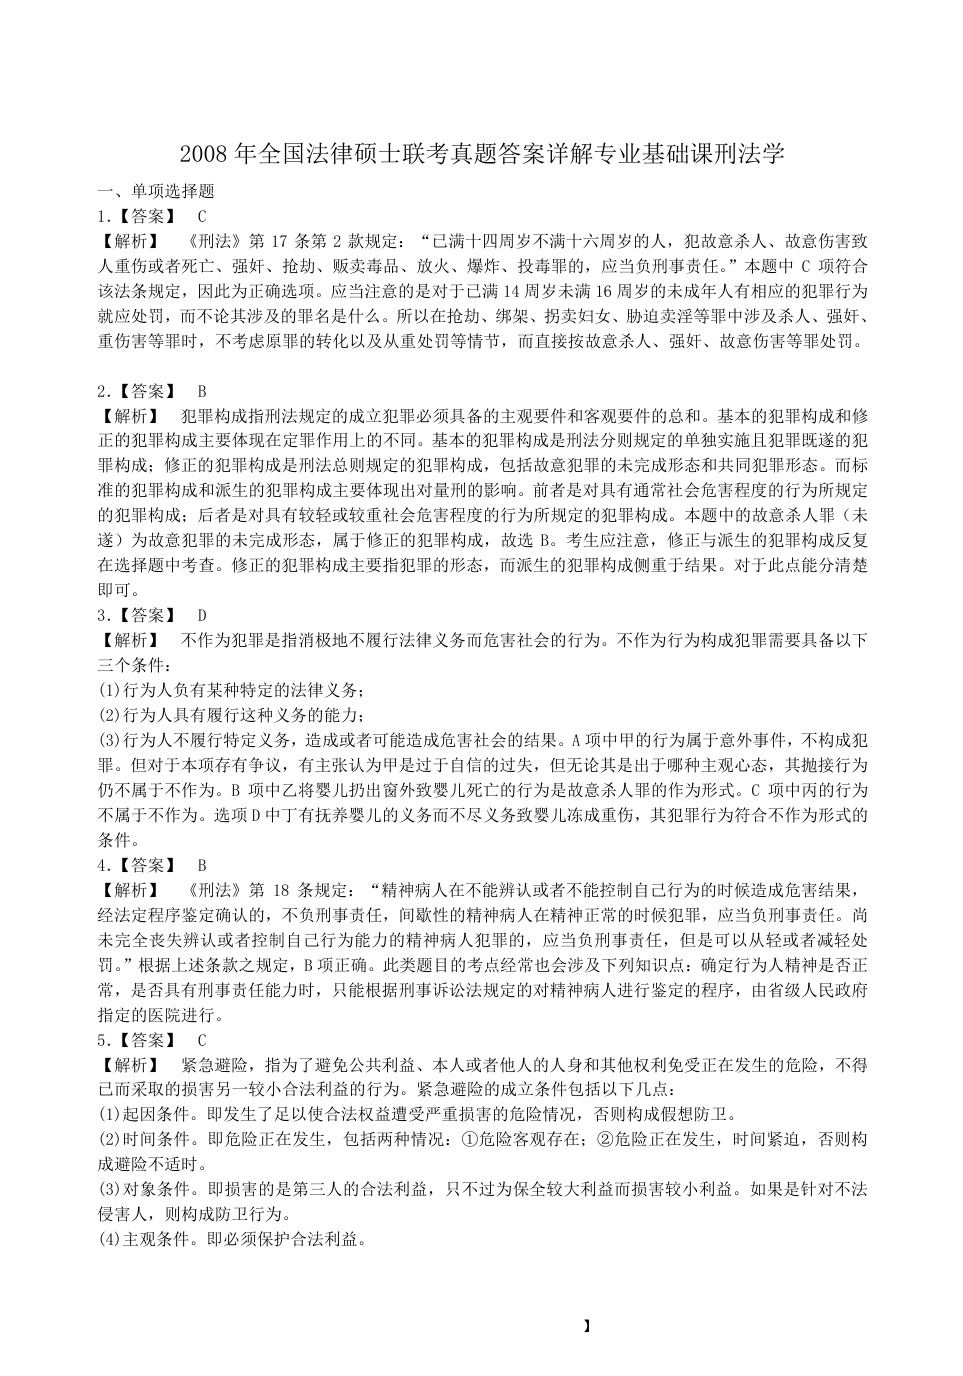 2008 年全国法律硕士联考真题答案详解专业基础课刑法学
一、单项选择题
1.【答案】 C
【解析】 《刑法》第 17 条第 2 款规定：“已满十四周岁不满十六周岁的人，犯故意杀人、故意伤害致
人重伤或者死亡、强奸、抢劫、贩卖毒品、放火、爆炸、投毒罪的，应当负刑事责任。”本题中 C 项符合
该法条规定，因此为正确选项。应当注意的是对于已满 14 周岁未满 16 周岁的未成年人有相应的犯罪行为
就应处罚，而不论其涉及的罪名是什么。所以在抢劫、绑架、拐卖妇女、胁迫卖淫等罪中涉及杀人、强奸、
重伤害等罪时，不考虑原罪的转化以及从重处罚等情节，而直接按故意杀人、强奸、故意伤害等罪处罚。
2.【答案】 B
【解析】 犯罪构成指刑法规定的成立犯罪必须具备的主观要件和客观要件的总和。基本的犯罪构成和修
正的犯罪构成主要体现在定罪作用上的不同。基本的犯罪构成是刑法分则规定的单独实施且犯罪既遂的犯
罪构成；修正的犯罪构成是刑法总则规定的犯罪构成，包括故意犯罪的未完成形态和共同犯罪形态。而标
准的犯罪构成和派生的犯罪构成主要体现出对量刑的影响。前者是对具有通常社会危害程度的行为所规定
的犯罪构成；后者是对具有较轻或较重社会危害程度的行为所规定的犯罪构成。本题中的故意杀人罪（未
遂）为故意犯罪的未完成形态，属于修正的犯罪构成，故选 B。考生应注意，修正与派生的犯罪构成反复
在选择题中考查。修正的犯罪构成主要指犯罪的形态，而派生的犯罪构成侧重于结果。对于此点能分清楚
即可。
3.【答案】 D
【解析】 不作为犯罪是指消极地不履行法律义务而危害社会的行为。不作为行为构成犯罪需要具备以下
三个条件：
(1)行为人负有某种特定的法律义务；
(2)行为人具有履行这种义务的能力；
(3)行为人不履行特定义务，造成或者可能造成危害社会的结果。A 项中甲的行为属于意外事件，不构成犯
罪。但对于本项存有争议，有主张认为甲是过于自信的过失，但无论其是出于哪种主观心态，其抛接行为
仍不属于不作为。B 项中乙将婴儿扔出窗外致婴儿死亡的行为是故意杀人罪的作为形式。C 项中丙的行为
不属于不作为。选项 D 中丁有抚养婴儿的义务而不尽义务致婴儿冻成重伤，其犯罪行为符合不作为形式的
条件。
4.【答案】 B
【解析】 《刑法》第 18 条规定：“精神病人在不能辨认或者不能控制自己行为的时候造成危害结果，
经法定程序鉴定确认的，不负刑事责任，间歇性的精神病人在精神正常的时候犯罪，应当负刑事责任。尚
未完全丧失辨认或者控制自己行为能力的精神病人犯罪的，应当负刑事责任，但是可以从轻或者减轻处
罚。”根据上述条款之规定，B 项正确。此类题目的考点经常也会涉及下列知识点：确定行为人精神是否正
常，是否具有刑事责任能力时，只能根据刑事诉讼法规定的对精神病人进行鉴定的程序，由省级人民政府
指定的医院进行。
5.【答案】 C
【解析】 紧急避险，指为了避免公共利益、本人或者他人的人身和其他权利免受正在发生的危险，不得
已而采取的损害另一较小合法利益的行为。紧急避险的成立条件包括以下几点：
(1)起因条件。即发生了足以使合法权益遭受严重损害的危险情况，否则构成假想防卫。
(2)时间条件。即危险正在发生，包括两种情况：①危险客观存在；②危险正在发生，时间紧迫，否则构
成避险不适时。
(3)对象条件。即损害的是第三人的合法利益，只不过为保全较大利益而损害较小利益。如果是针对不法
侵害人，则构成防卫行为。
(4)主观条件。即必须保护合法利益。
】